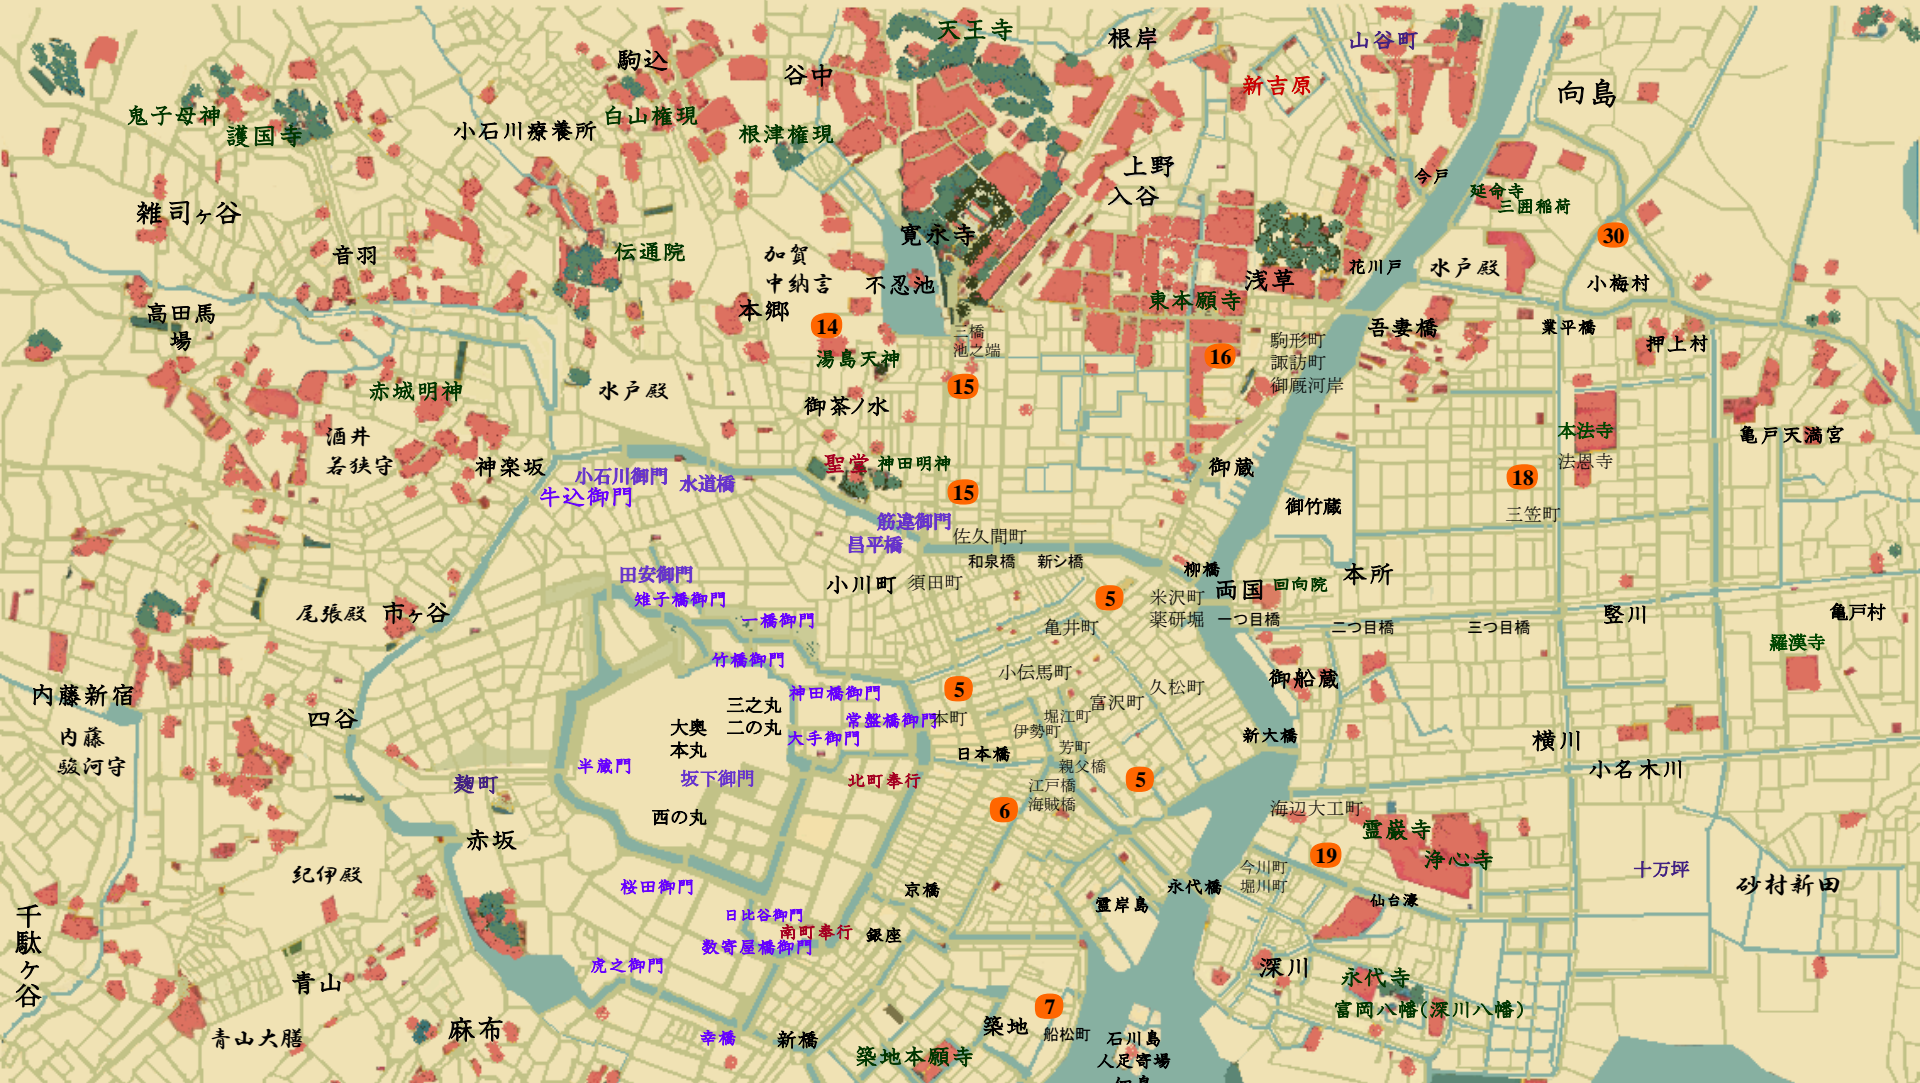 天王寺
根岸
山谷町
駒込
谷中
新吉原
向島
鬼子母神
護国寺
小石川療養所
白山権現
根津権現
上野
入谷
今戸
延命寺
三囲稲荷
雑司ヶ谷
音羽
伝通院
加賀
中納言
寛永寺
不忍池
浅草
花川戸
水戸殿
30
小梅村
高田馬
場
本郷
14
湯島天神
三橋
池之端
15
東本願寺
16
駒形町
諏訪町
御厩河岸
吾妻橋
業平橋
押上村
赤城明神
水戸殿
御茶ノ水
酒井
若狭守
神楽坂
小石川御門
牛込御門
水道橋
聖堂
神田明神
15
御蔵
御竹蔵
本法寺
法恩寺
18
三笠町
亀戸天満宮
筋違御門
昌平橋
佐久間町
和泉橋
新シ橋
柳橋
両国
回向院
本所
田安御門
雉子橋御門
一橋御門
竹橋御門
小川町
須田町
5
米沢町
薬研堀
亀井町
一つ目橋
二つ目橋
三つ目橋
竪川
亀戸村
羅漢寺
尾張殿
市ヶ谷
内藤新宿
内藤
駿河守
四谷
三之丸
二の丸
大奥
本丸
神田橋御門
常盤橋御門
大手御門
5
本町
小伝馬町
富沢町
久松町
堀江町
伊勢町
芳町
親父橋
江戸橋
海賊橋
日本橋
御船蔵
新大橋
横川
小名木川
半蔵門
坂下御門
北町奉行
麹町
西の丸
6
5
海辺大工町
霊巌寺
浄心寺
赤坂
紀伊殿
桜田御門
日比谷御門
南町奉行
数寄屋橋御門
虎之御門
京橋
銀座
霊岸島
永代橋
今川町
堀川町
19
仙台濠
十万坪
砂村新田
千駄ヶ谷
青山
青山大膳
麻布
幸橋
新橋
築地本願寺
築地
7
船松町
石川島
人足寄場
深川
永代寺
富岡八幡(深川八幡)